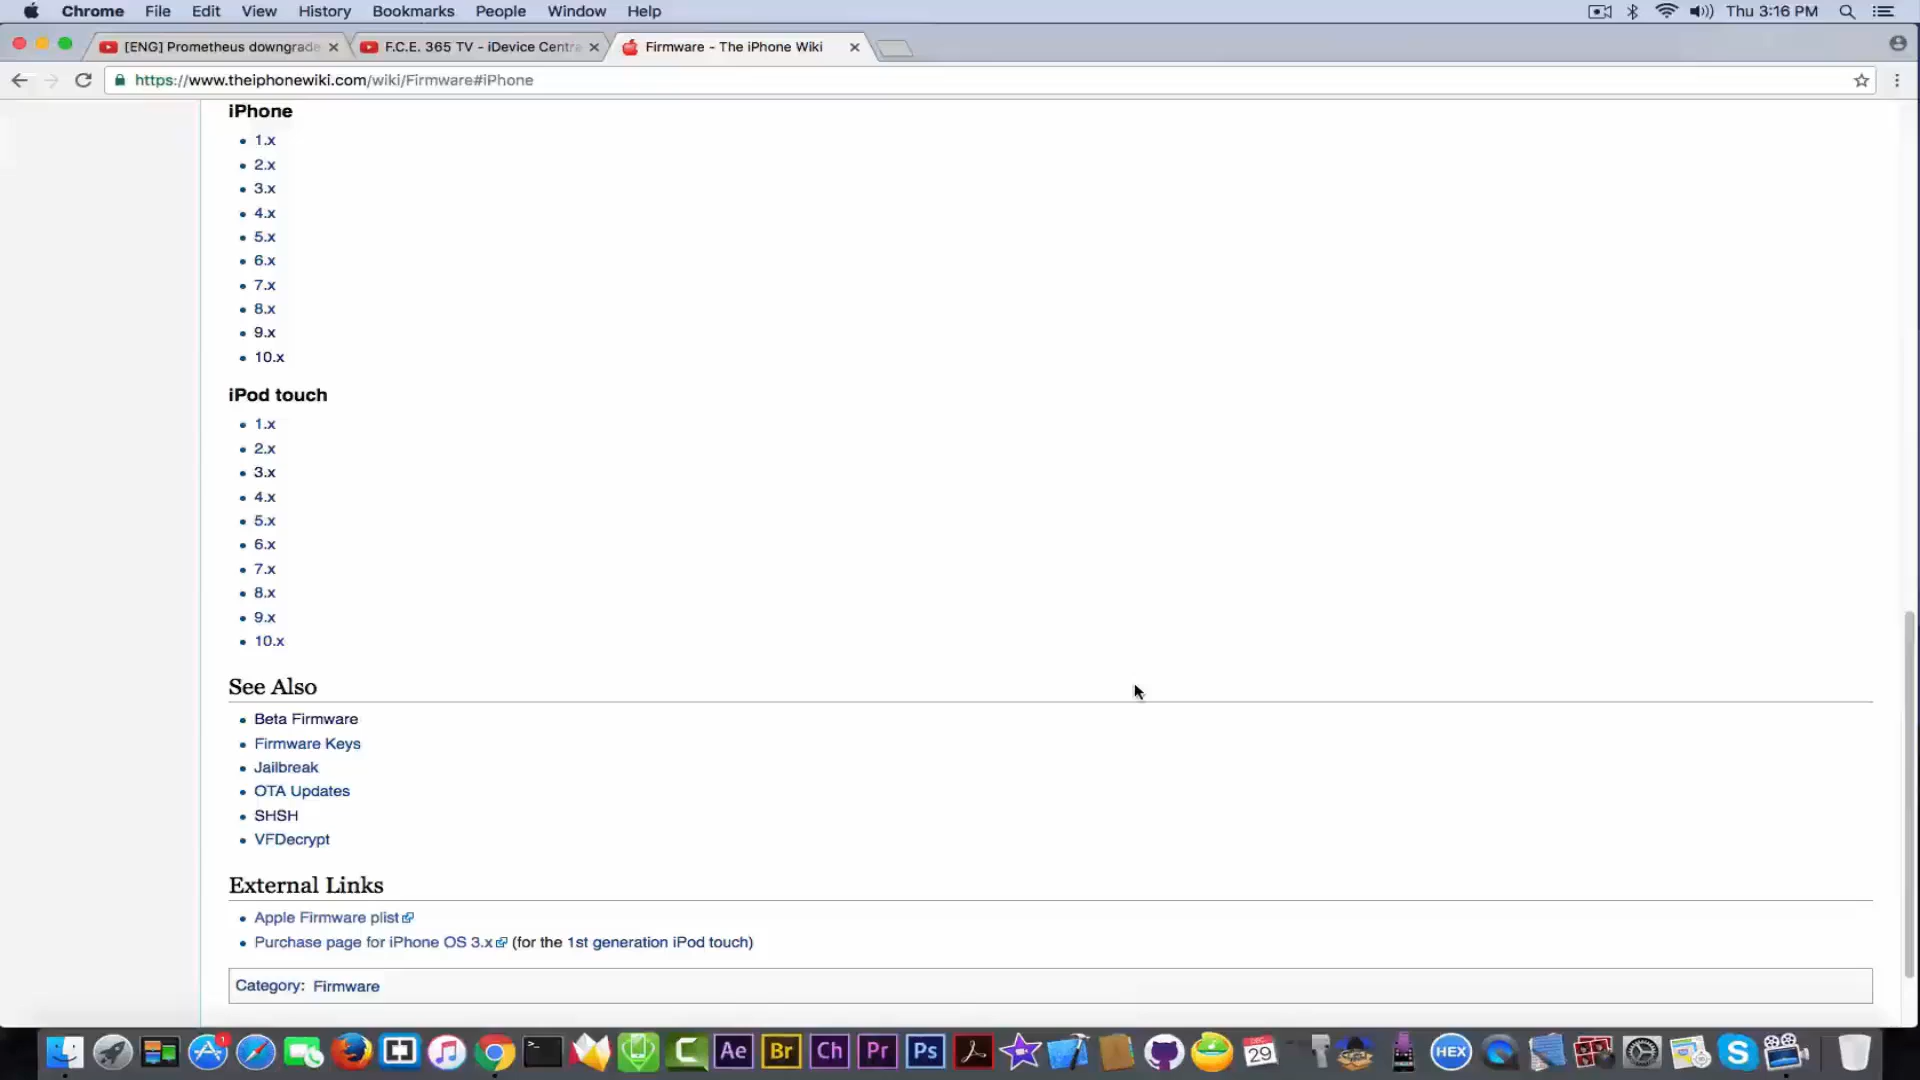 Chrome File Edit View History Bookmarks People Window Help Thu 3:16 PM
[ENG] Prometheus downgrade F.C.E. 365 TV - iDevice Centra Firmware - The iPhone Wiki
https://www.theiphonewiki.com/wiki/Firmware#iPhone
iPhone
1.x
2.x
3.x
4.x
5.x
6.x
7.x
8.x
9.x
10.x
iPod touch
1.x
2.x
3.x
4.x
5.x
6.x
7.x
8.x
9.x
10.x
See Also
Beta Firmware
Firmware Keys
Jailbreak
OTA Updates
SHSH
VFDecrypt
External Links
Apple Firmware plist
Purchase page for iPhone OS 3.x (for the 1st generation iPod touch)
Category: Firmware
1 Ae Br Ch Pr Ps DEC 29 HEX